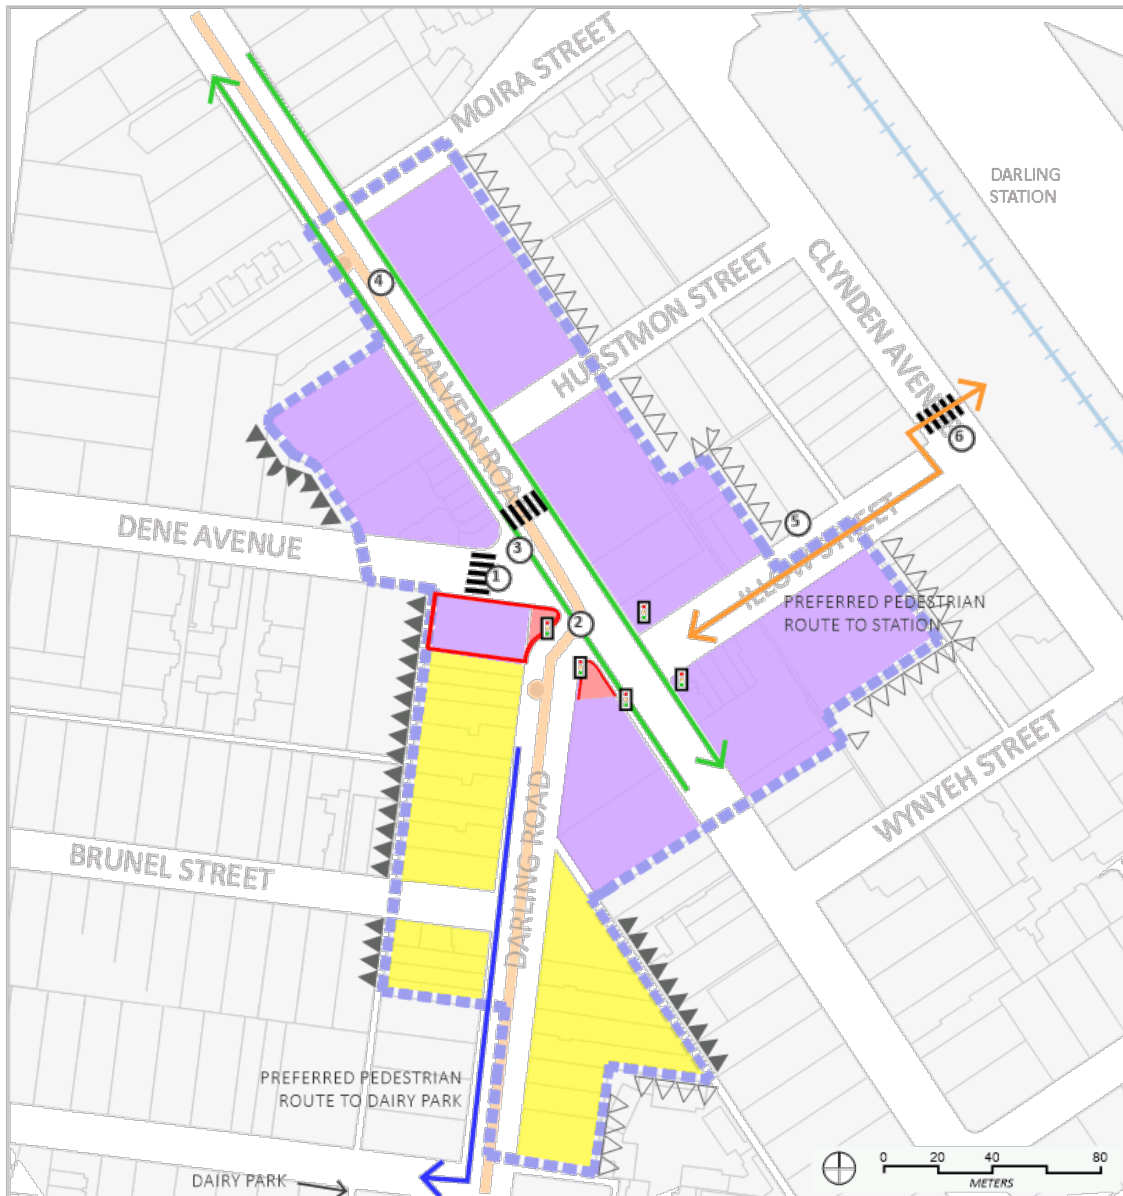 MOIRA STREET
DARLING
STATION
CLYNDEN AVENUE
HURSTMON STREET
4
MALVERN ROAD
6
5
DENE AVENUE
3
1
ILLOW STREET
2
PREFERRED PEDESTRIAN
ROUTE TO STATION
WYNYEH STREET
DARLING ROAD
BRUNEL STREET
PREFERRED PEDESTRIAN
ROUTE TO DAIRY PARK
DAIRY PARK
0 20 40 80
METERS